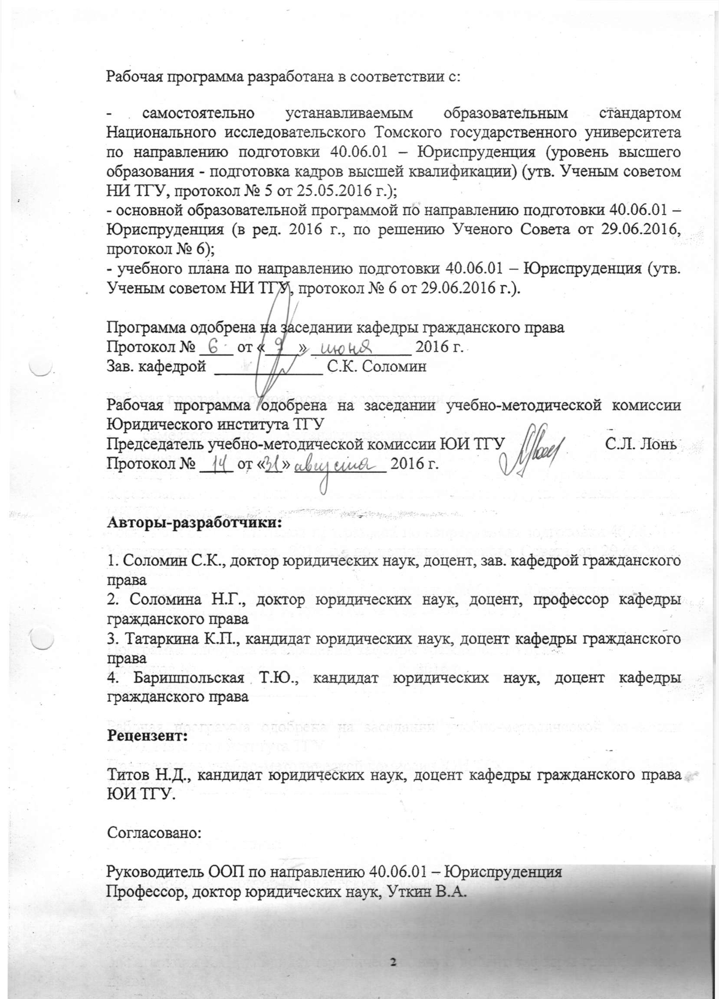 Рабочая программа разработана в соответствии с:
- самостоятельно устанавливаемым образовательным стандартом
Национального исследовательского Томского государственного университета
по направлению подготовки 40.06.01 – Юриспруденция (уровень высшего
образования - подготовка кадров высшей квалификации) (утв. Ученым советом
НИ ТГУ, протокол № 5 от 25.05.2016 г.);
- основной образовательной программой по направлению подготовки 40.06.01 –
Юриспруденция (в ред. 2016 г., по решению Ученого Совета от 29.06.2016,
протокол № 6);
- учебного плана по направлению подготовки 40.06.01 – Юриспруденция (утв.
Ученым советом НИ ТГУ, протокол № 6 от 29.06.2016 г.).
Программа одобрена на заседании кафедры гражданского права
Протокол № 6 от «9» июня 2016 г.
Зав. кафедрой С.К. Соломин
Рабочая программа одобрена на заседании учебно-методической комиссии
Юридического института ТГУ
Председатель учебно-методической комиссии ЮИ ТГУ С.Л. Лонь
Протокол № 14 от «31» августа 2016 г.
Авторы-разработчики:
1. Соломин С.К., доктор юридических наук, доцент, зав. кафедрой гражданского
права
2. Соломина Н.Г., доктор юридических наук, доцент, профессор кафедры
гражданского права
3. Татаркина К.П., кандидат юридических наук, доцент кафедры гражданского
права
4. Баришпольская Т.Ю., кандидат юридических наук, доцент кафедры
гражданского права
Рецензент:
Титов Н.Д., кандидат юридических наук, доцент кафедры гражданского права
ЮИ ТГУ.
Согласовано:
Руководитель ООП по направлению 40.06.01 – Юриспруденция
Профессор, доктор юридических наук, Уткин В.А.
2